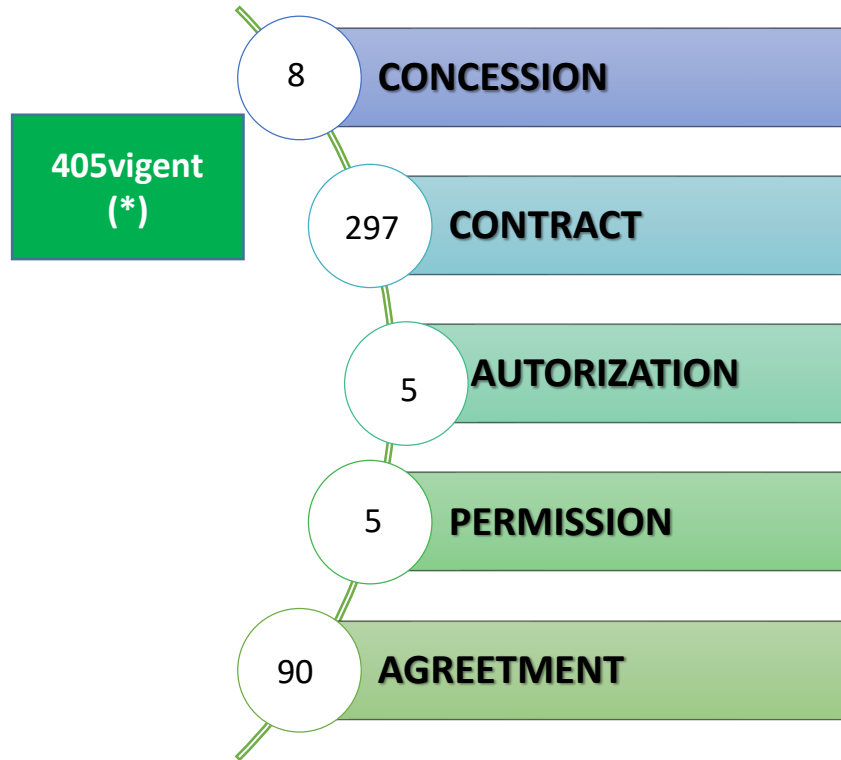 8
CONCESSION
405vigent
(*)
297
CONTRACT
5
AUTORIZATION
5
PERMISSION
90
AGREETMENT